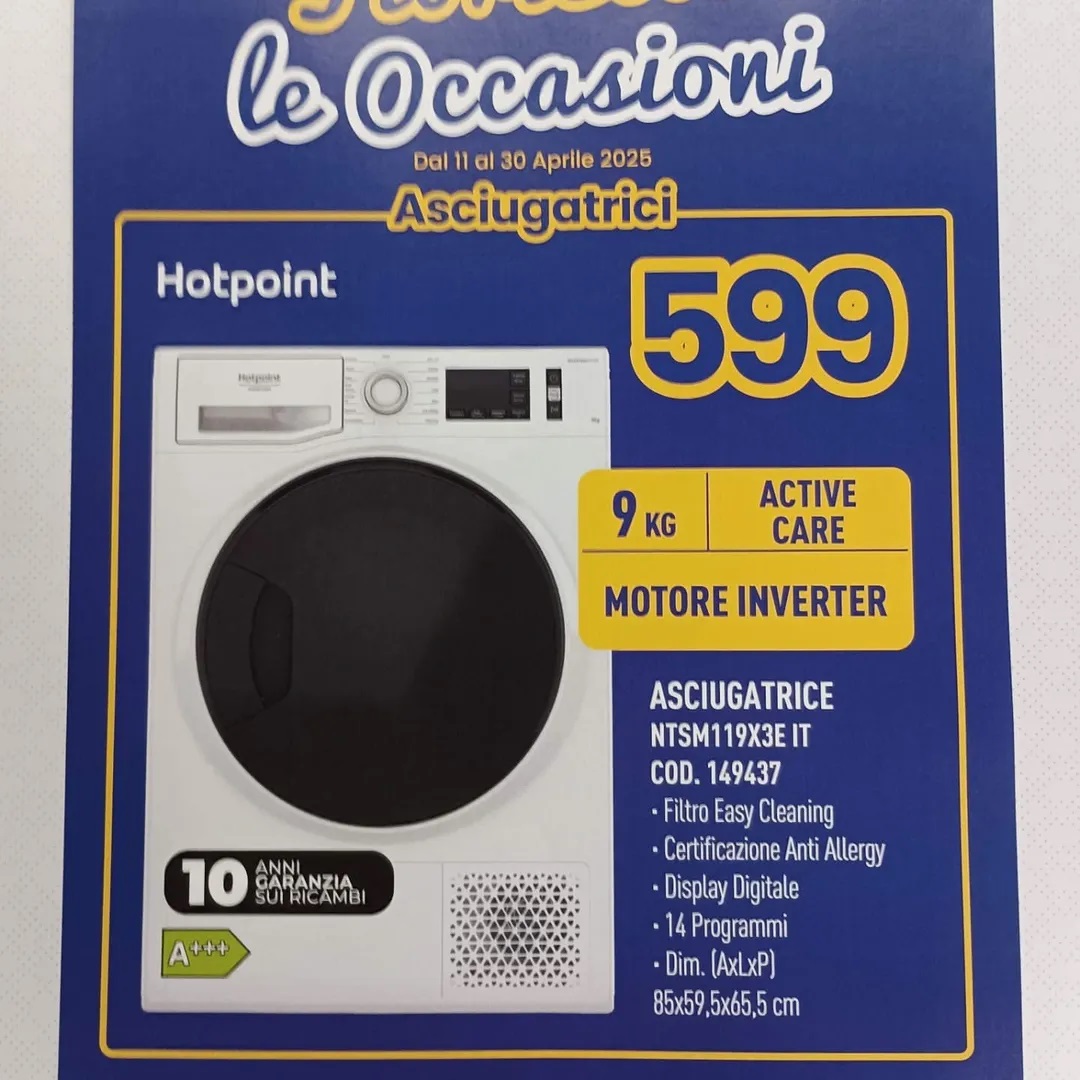 le Occasioni
Dal 11 al 30 Aprile 2025
Asciugatrici
Hotpoint
599
Hotpoint
9 KG
ACTIVE
CARE
MOTORE INVERTER
ASCIUGATRICE
NTSM119X3E IT
COD. 149437
• Filtro Easy Cleaning
• Certificazione Anti Allergy
• Display Digitale
• 14 Programmi
• Dim. (AxLxP)
85x59,5x65,5 cm
10 ANNI
GARANZIA
SUI RICAMBI
A+++